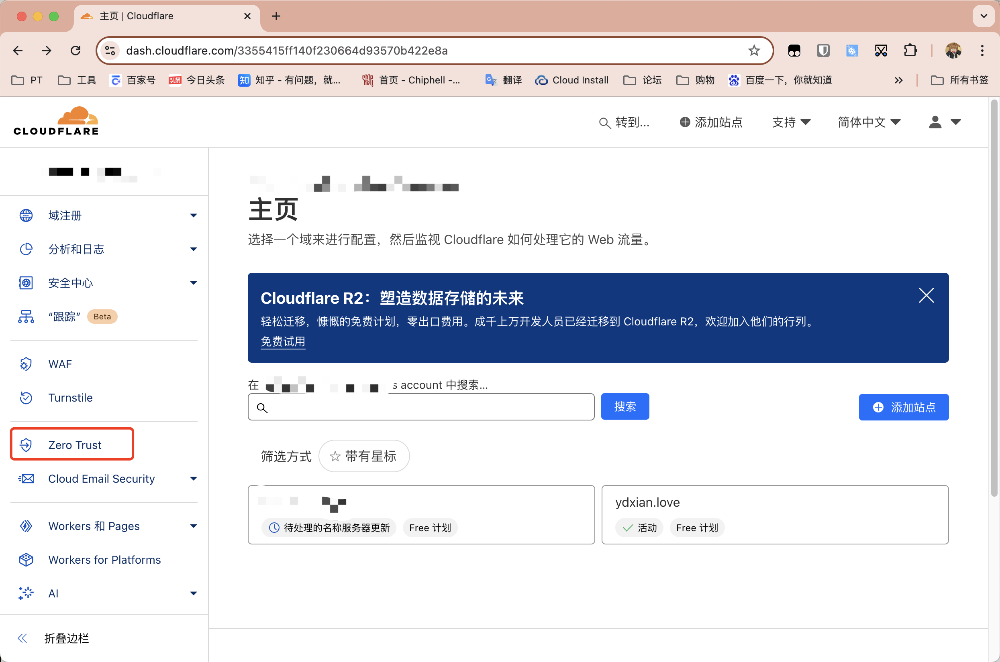 主页 | Cloudflare
dash.cloudflare.com/3355415ff140f230664d93570b422e8a
PT 工具 百家号 头条 今日头条 知 知乎 - 有问题，就... chip hell 首页 - Chiphell -... 翻译 Cloud Install 论坛 购物 du 百度一下，你就知道 » 所有书签
CLOUDFLARE
转到... 添加站点 支持 简体中文
域注册
分析和日志
安全中心
“跟踪” Beta
WAF
Turnstile
Zero Trust
Cloud Email Security
Workers 和 Pages
Workers for Platforms
AI
折叠边栏
主页
选择一个域来进行配置，然后监视 Cloudflare 如何处理它的 Web 流量。
Cloudflare R2：塑造数据存储的未来
轻松迁移，慷慨的免费计划，零出口费用。成千上万开发人员已经迁移到 Cloudflare R2，欢迎加入他们的行列。
免费试用
在 s account 中搜索...
搜索
添加站点
筛选方式 带有星标
待处理的名称服务器更新 Free 计划
ydxian.love
活动 Free 计划